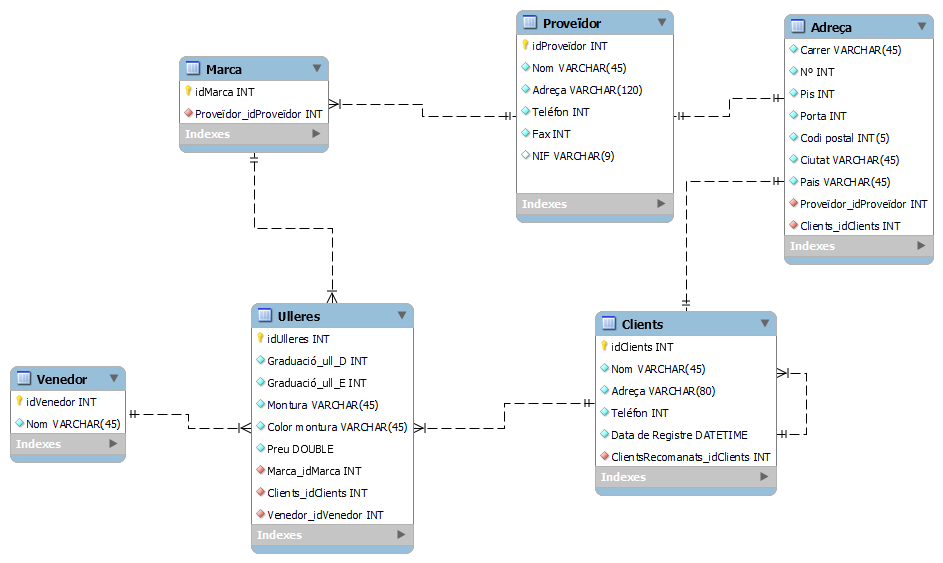 Marca
idMarca INT
Proveïdor_idProveïdor INT
Indexes
Proveïdor
idProveïdor INT
Nom VARCHAR(45)
Adreça VARCHAR(120)
Teléfon INT
Fax INT
NIF VARCHAR(9)
Indexes
Adreça
Carrer VARCHAR(45)
Nº INT
Pis INT
Porta INT
Codi postal INT(5)
Ciutat VARCHAR(45)
Pais VARCHAR(45)
Proveïdor_idProveïdor INT
Clients_idClients INT
Indexes
Venedor
idVenedor INT
Nom VARCHAR(45)
Indexes
Ulleres
idUlleres INT
Graduació_ull_D INT
Graduació_ull_E INT
Montura VARCHAR(45)
Color montura VARCHAR(45)
Preu DOUBLE
Marca_idMarca INT
Clients_idClients INT
Venedor_idVenedor INT
Indexes
Clients
idClients INT
Nom VARCHAR(45)
Adreça VARCHAR(80)
Teléfon INT
Data de Registre DATETIME
ClientsRecomanats_idClients INT
Indexes